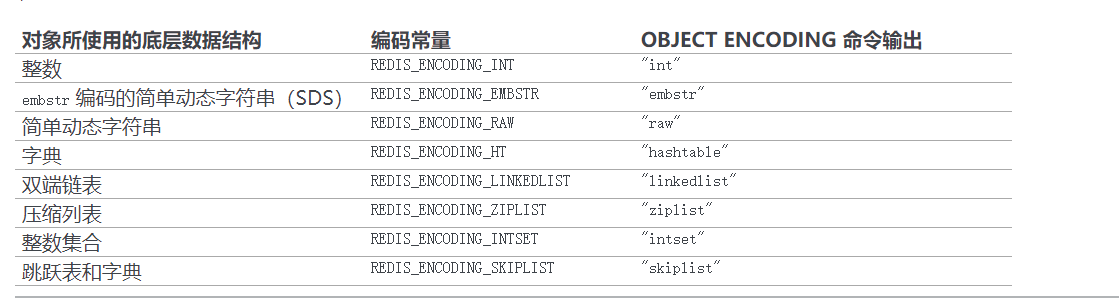 对象所使用的底层数据结构 编码常量 OBJECT ENCODING 命令输出
整数 REDIS_ENCODING_INT "int"
embstr 编码的简单动态字符串（SDS） REDIS_ENCODING_EMBSTR "embstr"
简单动态字符串 REDIS_ENCODING_RAW "raw"
字典 REDIS_ENCODING_HT "hashtable"
双端链表 REDIS_ENCODING_LINKEDLIST "linkedlist"
压缩列表 REDIS_ENCODING_ZIPLIST "ziplist"
整数集合 REDIS_ENCODING_INTSET "intset"
跳跃表和字典 REDIS_ENCODING_SKIPLIST "skiplist"